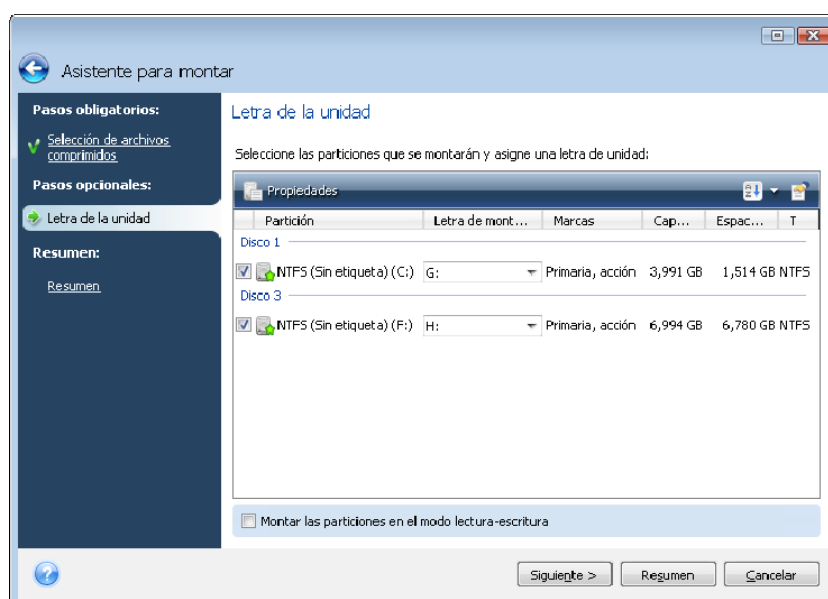 Asistente para montar
Pasos obligatorios:
Selección de archivos
comprimidos
Pasos opcionales:
Letra de la unidad
Resumen:
Resumen
Letra de la unidad
Seleccione las particiones que se montarán y asigne una letra de unidad:
Propiedades
Partición Letra de mont... Marcas Cap... Espac... T
Disco 1
NTFS (Sin etiqueta) (C:) G: Primaria, acción 3,991 GB 1,514 GB NTFS
Disco 3
NTFS (Sin etiqueta) (F:) H: Primaria, acción 6,994 GB 6,780 GB NTFS
Montar las particiones en el modo lectura-escritura
Siguiente > Resumen Cancelar